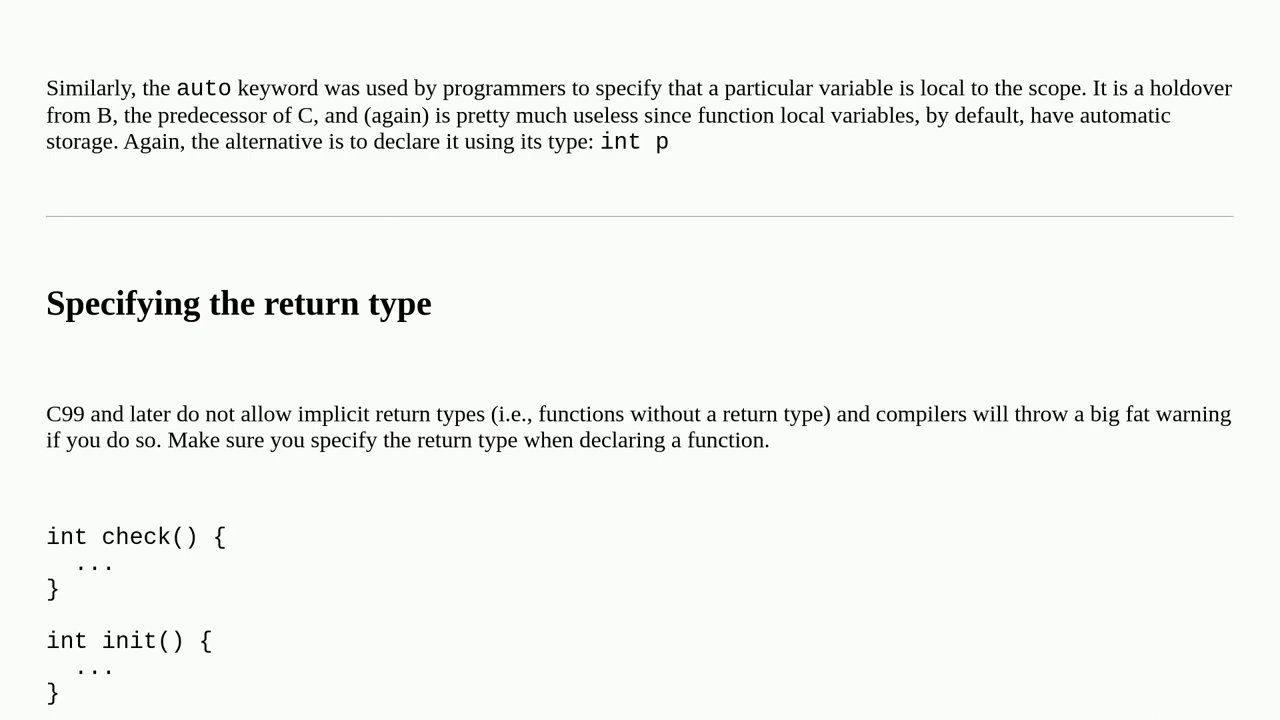 Similarly, the auto keyword was used by programmers to specify that a particular variable is local to the scope. It is a holdover
from B, the predecessor of C, and (again) is pretty much useless since function local variables, by default, have automatic
storage. Again, the alternative is to declare it using its type: int p
Specifying the return type
C99 and later do not allow implicit return types (i.e., functions without a return type) and compilers will throw a big fat warning
if you do so. Make sure you specify the return type when declaring a function.
int check() {
  ...
}
int init() {
  ...
}